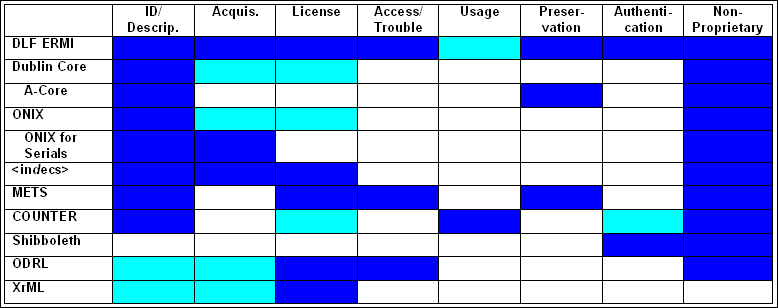 ID/ Acquis. License Access/ Usage Preser- Authenti- Non-
Descrip. Trouble vation cation Proprietary
DLF ERMI
Dublin Core
A-Core
ONIX
ONIX for
Serials
<indecs>
METS
COUNTER
Shibboleth
ODRL
XrML